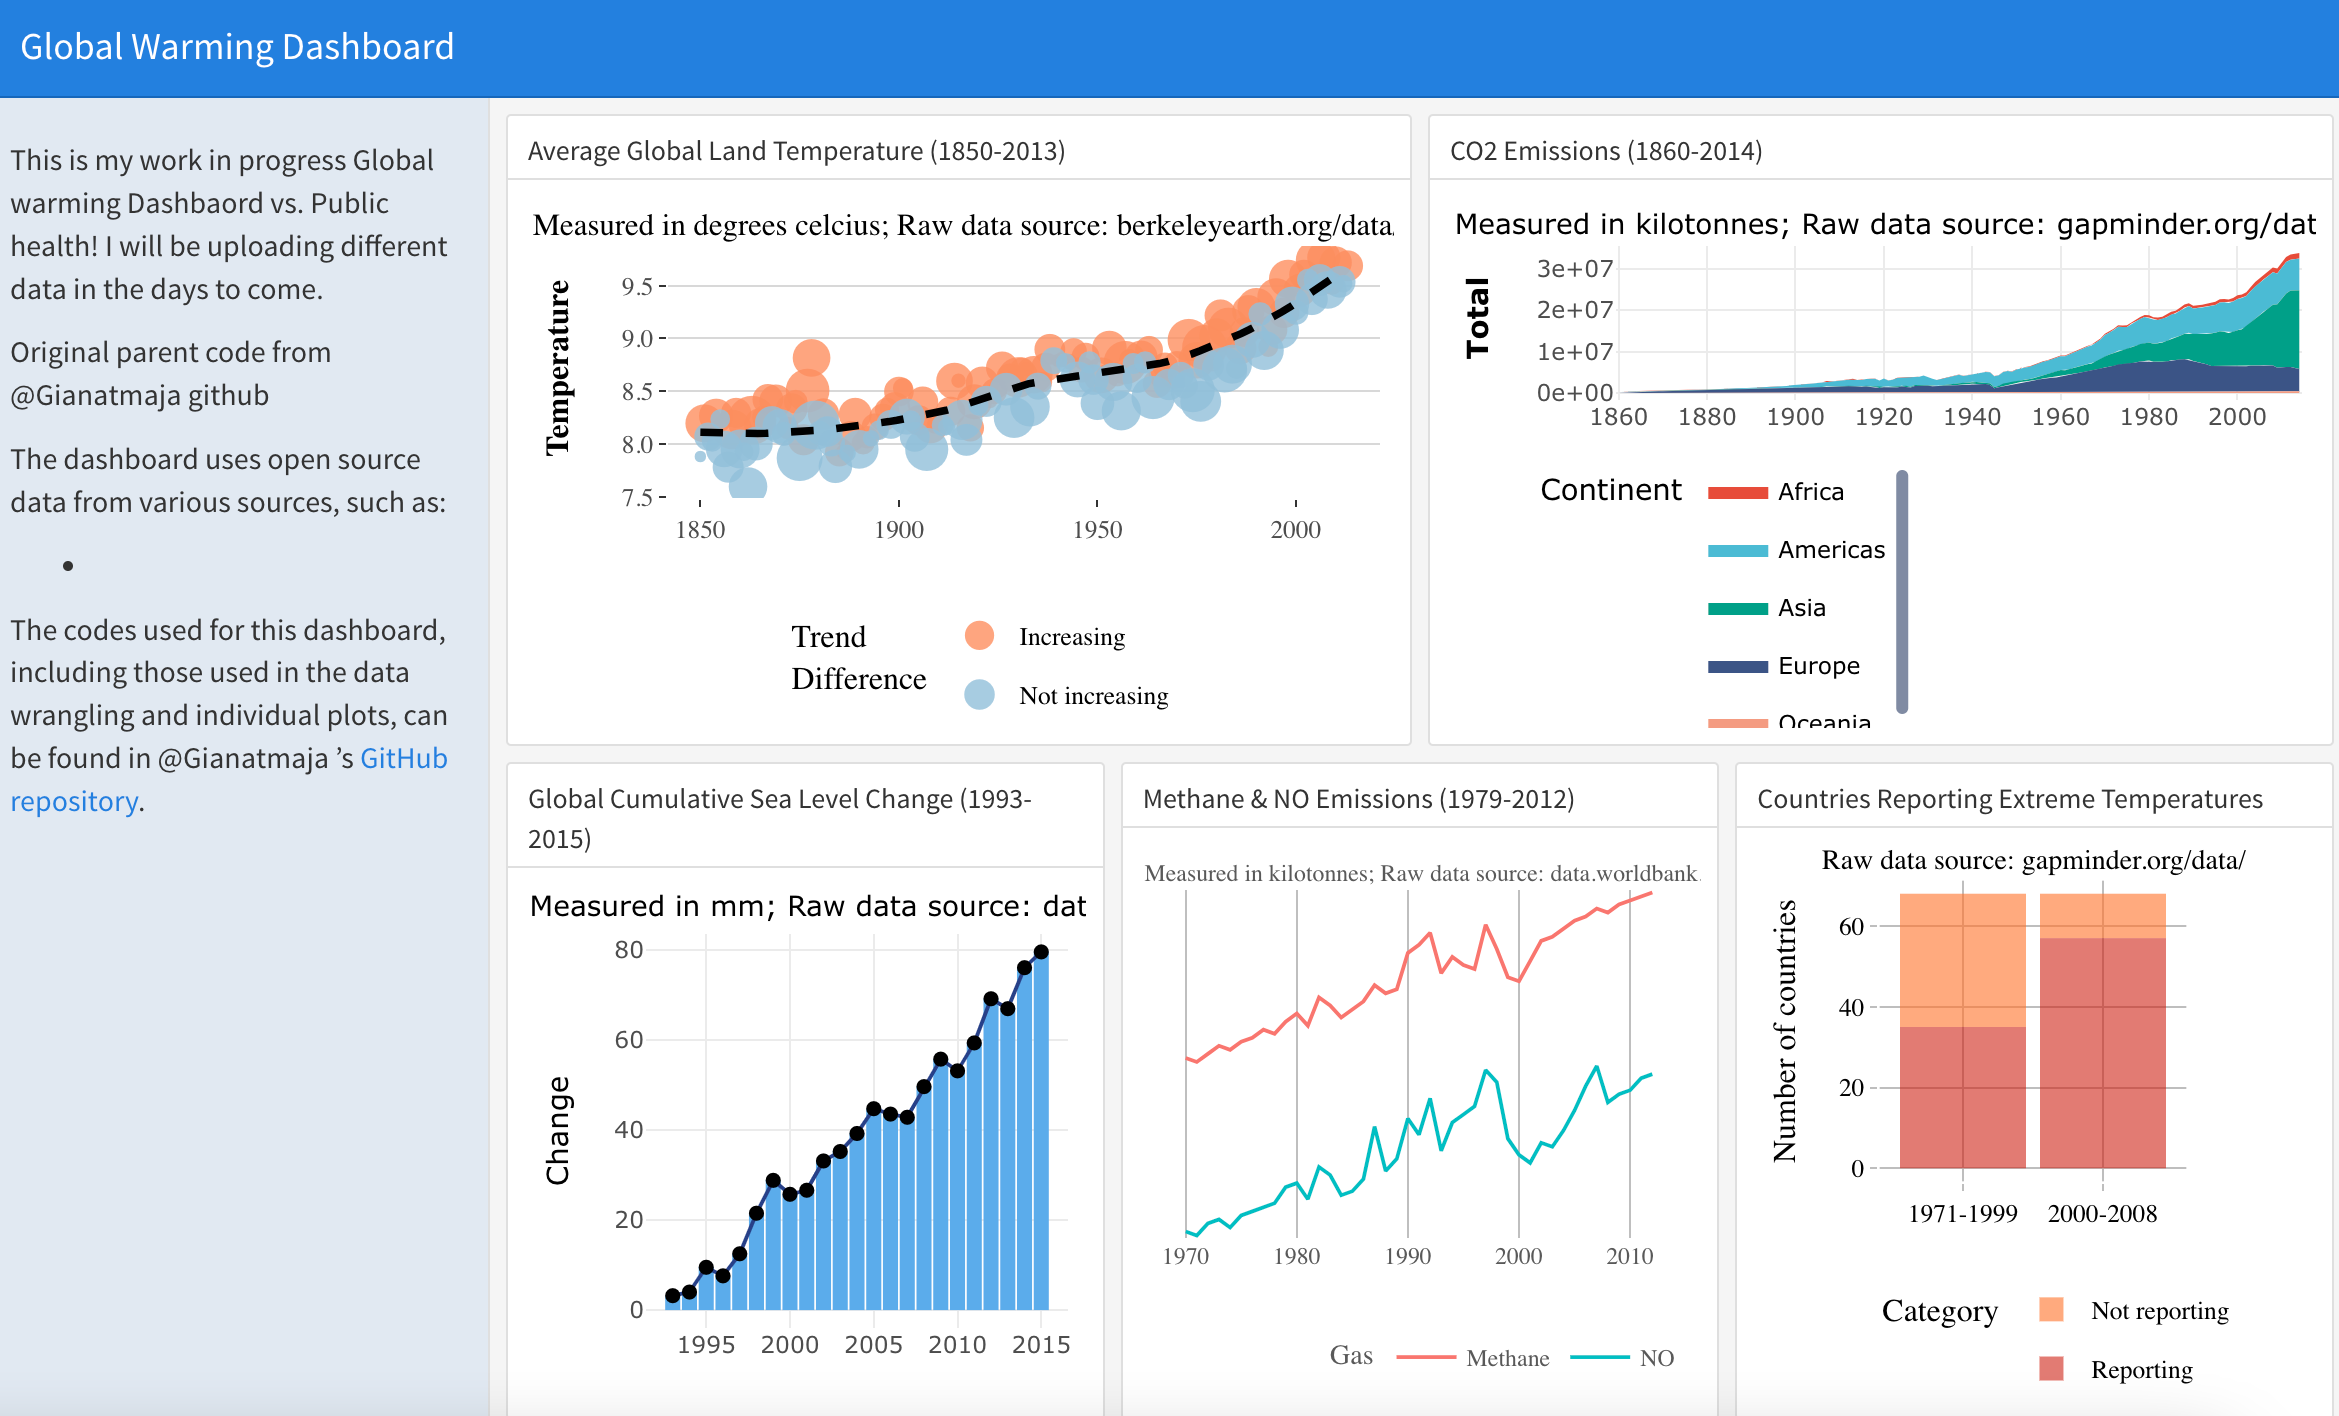 Global Warming Dashboard
This is my work in progress Global
warming Dashbaord vs. Public
health! I will be uploading different
data in the days to come.
Original parent code from
@Gianatmaja github
The dashboard uses open source
data from various sources, such as:
•
The codes used for this dashboard,
including those used in the data
wrangling and individual plots, can
be found in @Gianatmaja ’s GitHub
repository.
Average Global Land Temperature (1850-2013)
Measured in degrees celcius; Raw data source: berkeleyearth.org/data/
Temperature
9.5
9.0
8.5
8.0
7.5
1850 1900 1950 2000
Trend
Difference
Increasing
Not increasing
CO2 Emissions (1860-2014)
Measured in kilotonnes; Raw data source: gapminder.org/dat
Total
3e+07
2e+07
1e+07
0e+00
1860 1880 1900 1920 1940 1960 1980 2000
Continent
Africa
Americas
Asia
Europe
Oceania
Global Cumulative Sea Level Change (1993-
2015)
Measured in mm; Raw data source: dat
Change
80
60
40
20
0
1995 2000 2005 2010 2015
Methane & NO Emissions (1979-2012)
Measured in kilotonnes; Raw data source: data.worldbank.
1970 1980 1990 2000 2010
Gas Methane NO
Countries Reporting Extreme Temperatures
Raw data source: gapminder.org/data/
Number of countries
60
40
20
0
1971-1999 2000-2008
Category
Not reporting
Reporting